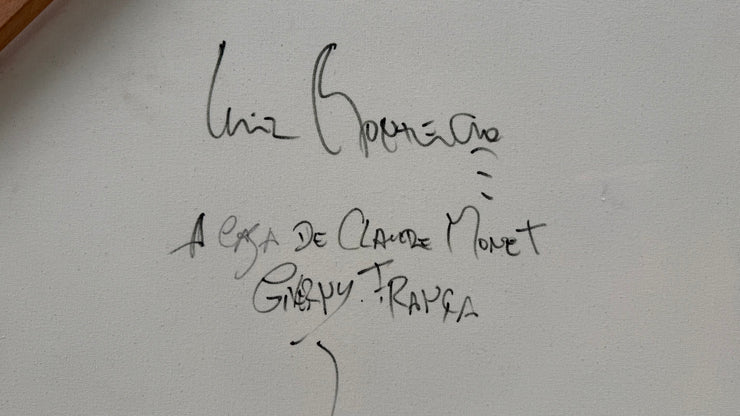 Luiz
A CASA DE CLAUDE MONET
GIVERNY. FRANÇA